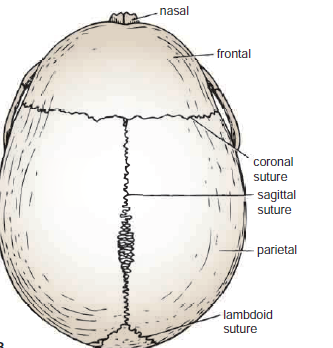 nasal
frontal
coronal
suture
sagittal
suture
parietal
lambdoid
suture